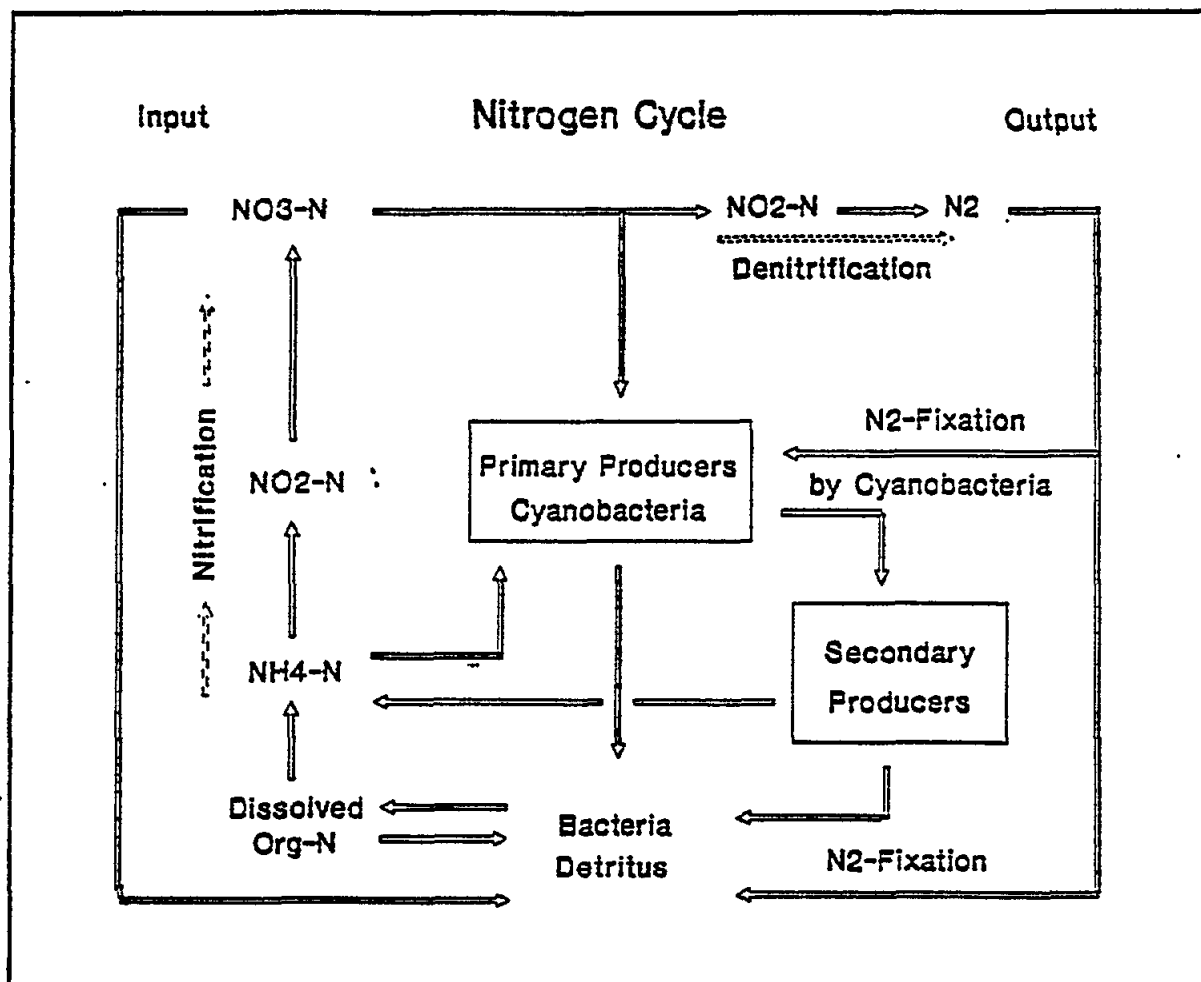 Input
Nitrogen Cycle
Output
NO3-N
NO2-N
N2
Denitrification
Nitrification
N2-Fixation
by Cyanobacteria
Primary Producers
Cyanobacteria
NO2-N
Secondary
Producers
NH4-N
Dissolved
Org-N
Bacteria
Detritus
N2-Fixation